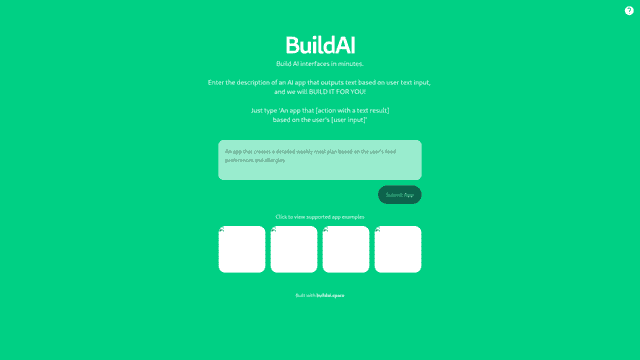 ?
BuildAI
Build AI interfaces in minutes.
Enter the description of an AI app that outputs text based on user text input,
and we will BUILD IT FOR YOU!
Just type 'An app that [action with a text result]
based on the user's [user input]'
An app that creates a detailed weekly meal plan based on the user's food
preferences and allergies
Submit App
Click to view supported app examples
Built with buildai.space